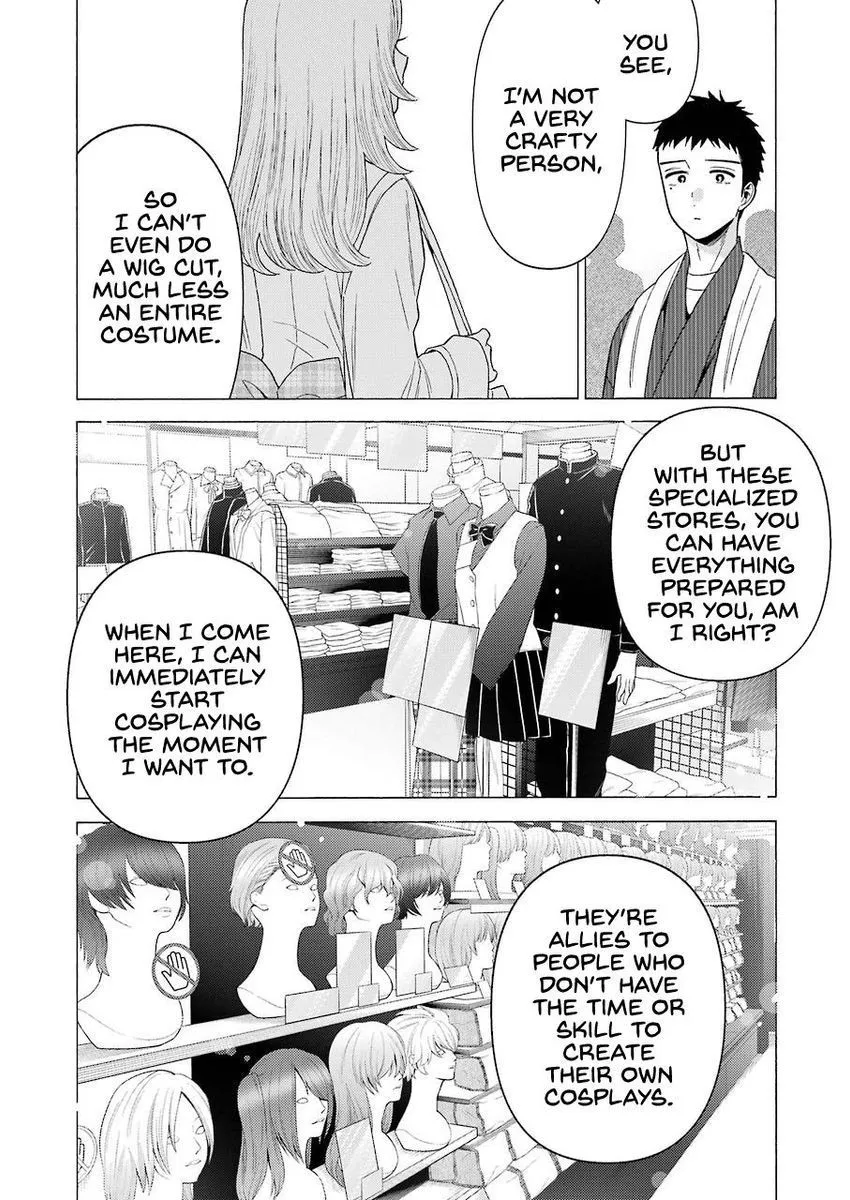 YOU
SEE,
I'M NOT
A VERY
CRAFTY
PERSON,
SO
I CAN'T
EVEN DO
A WIG CUT,
MUCH LESS
AN ENTIRE
COSTUME.
BUT
WITH THESE
SPECIALIZED
STORES, YOU
CAN HAVE
EVERYTHING
PREPARED
FOR YOU, AM
I RIGHT?
WHEN I COME
HERE, I CAN
IMMEDIATELY
START
COSPLAYING
THE MOMENT
I WANT TO.
THEY'RE
ALLIES TO
PEOPLE WHO
DON'T HAVE
THE TIME OR
SKILL TO
CREATE
THEIR OWN
COSPLAYS.